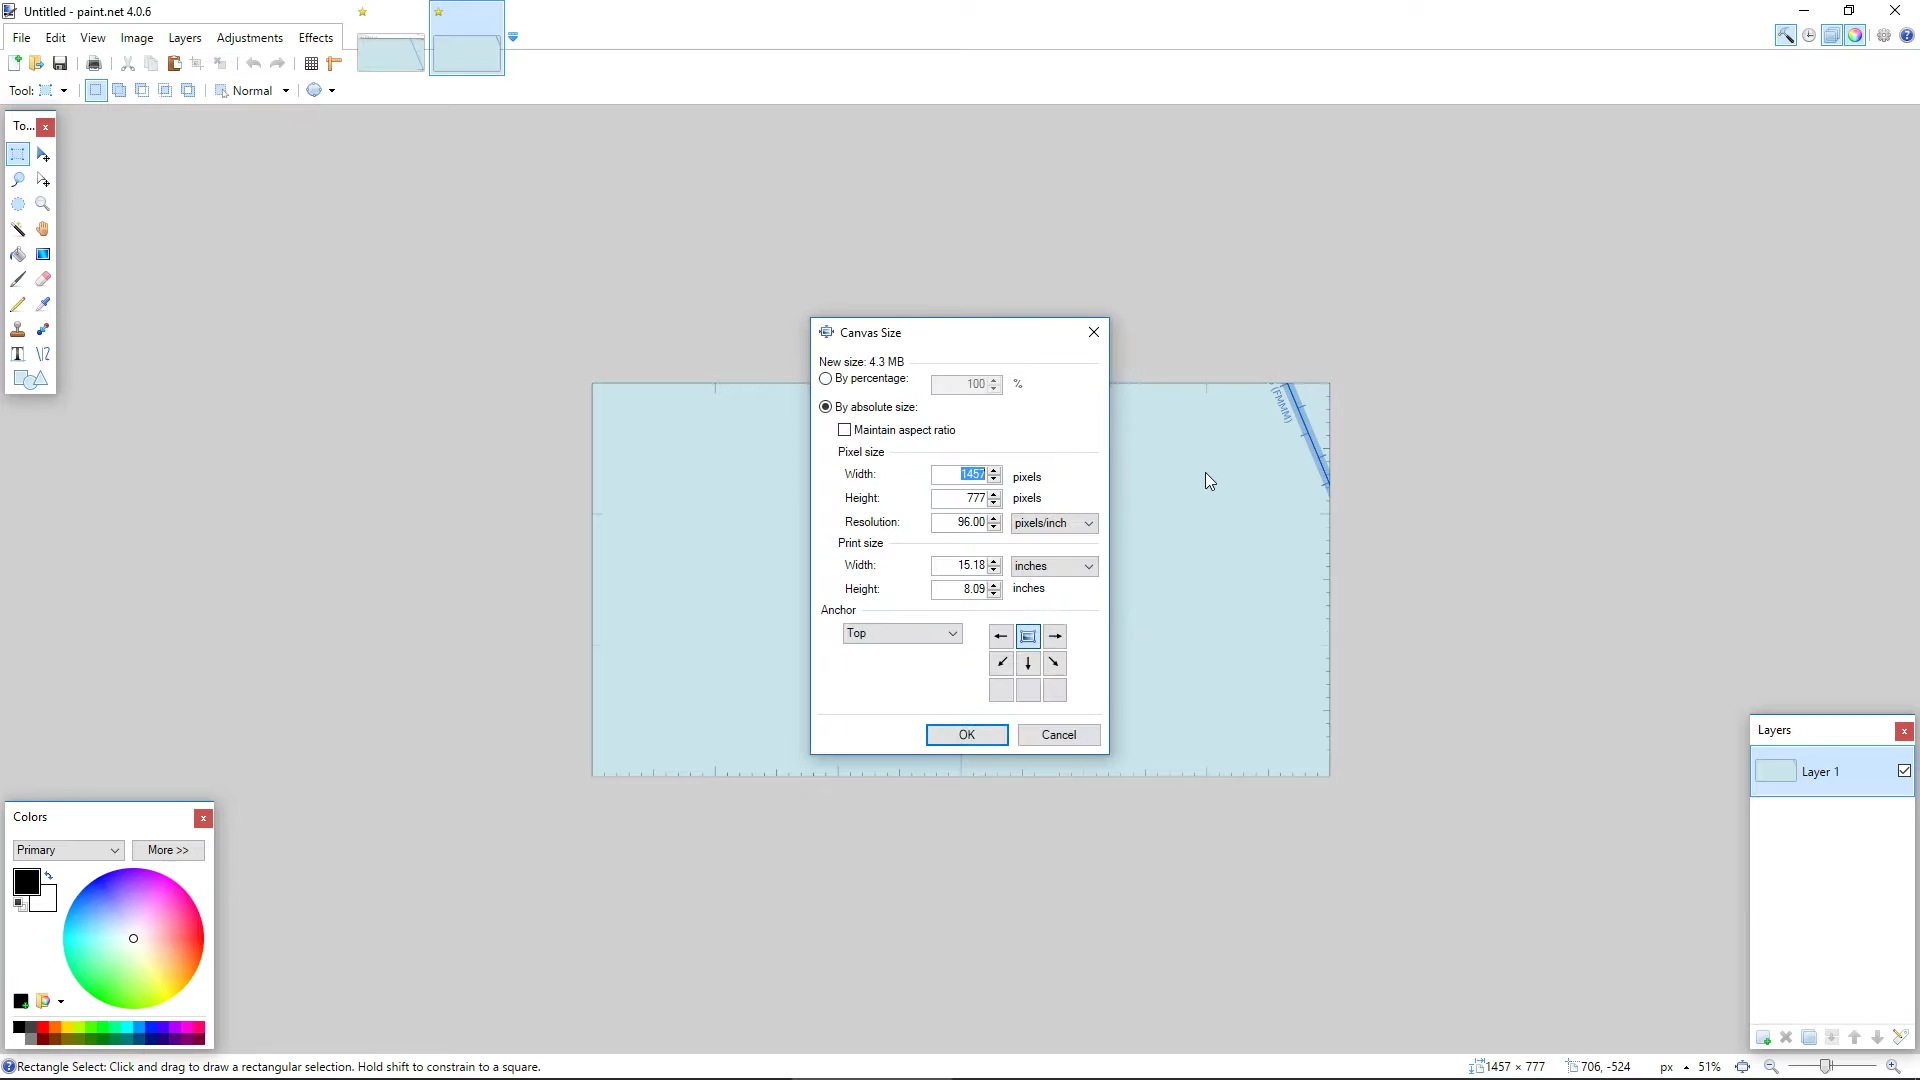 Untitled - paint.net 4.0.6
File Edit View Image Layers Adjustments Effects
Tool: Normal
To...
Canvas Size
New size: 4.3 MB
By percentage: 100 %
By absolute size:
Maintain aspect ratio
Pixel size
Width: 1457 pixels
Height: 777 pixels
Resolution: 96.00 pixels/inch
Print size
Width: 15.18 inches
Height: 8.09 inches
Anchor
Top
OK Cancel
(FMMM)
Layers
Layer 1
Colors
Primary More >>
Rectangle Select: Click and drag to draw a rectangular selection. Hold shift to constrain to a square.
1457 × 777 706, -524 px 51%